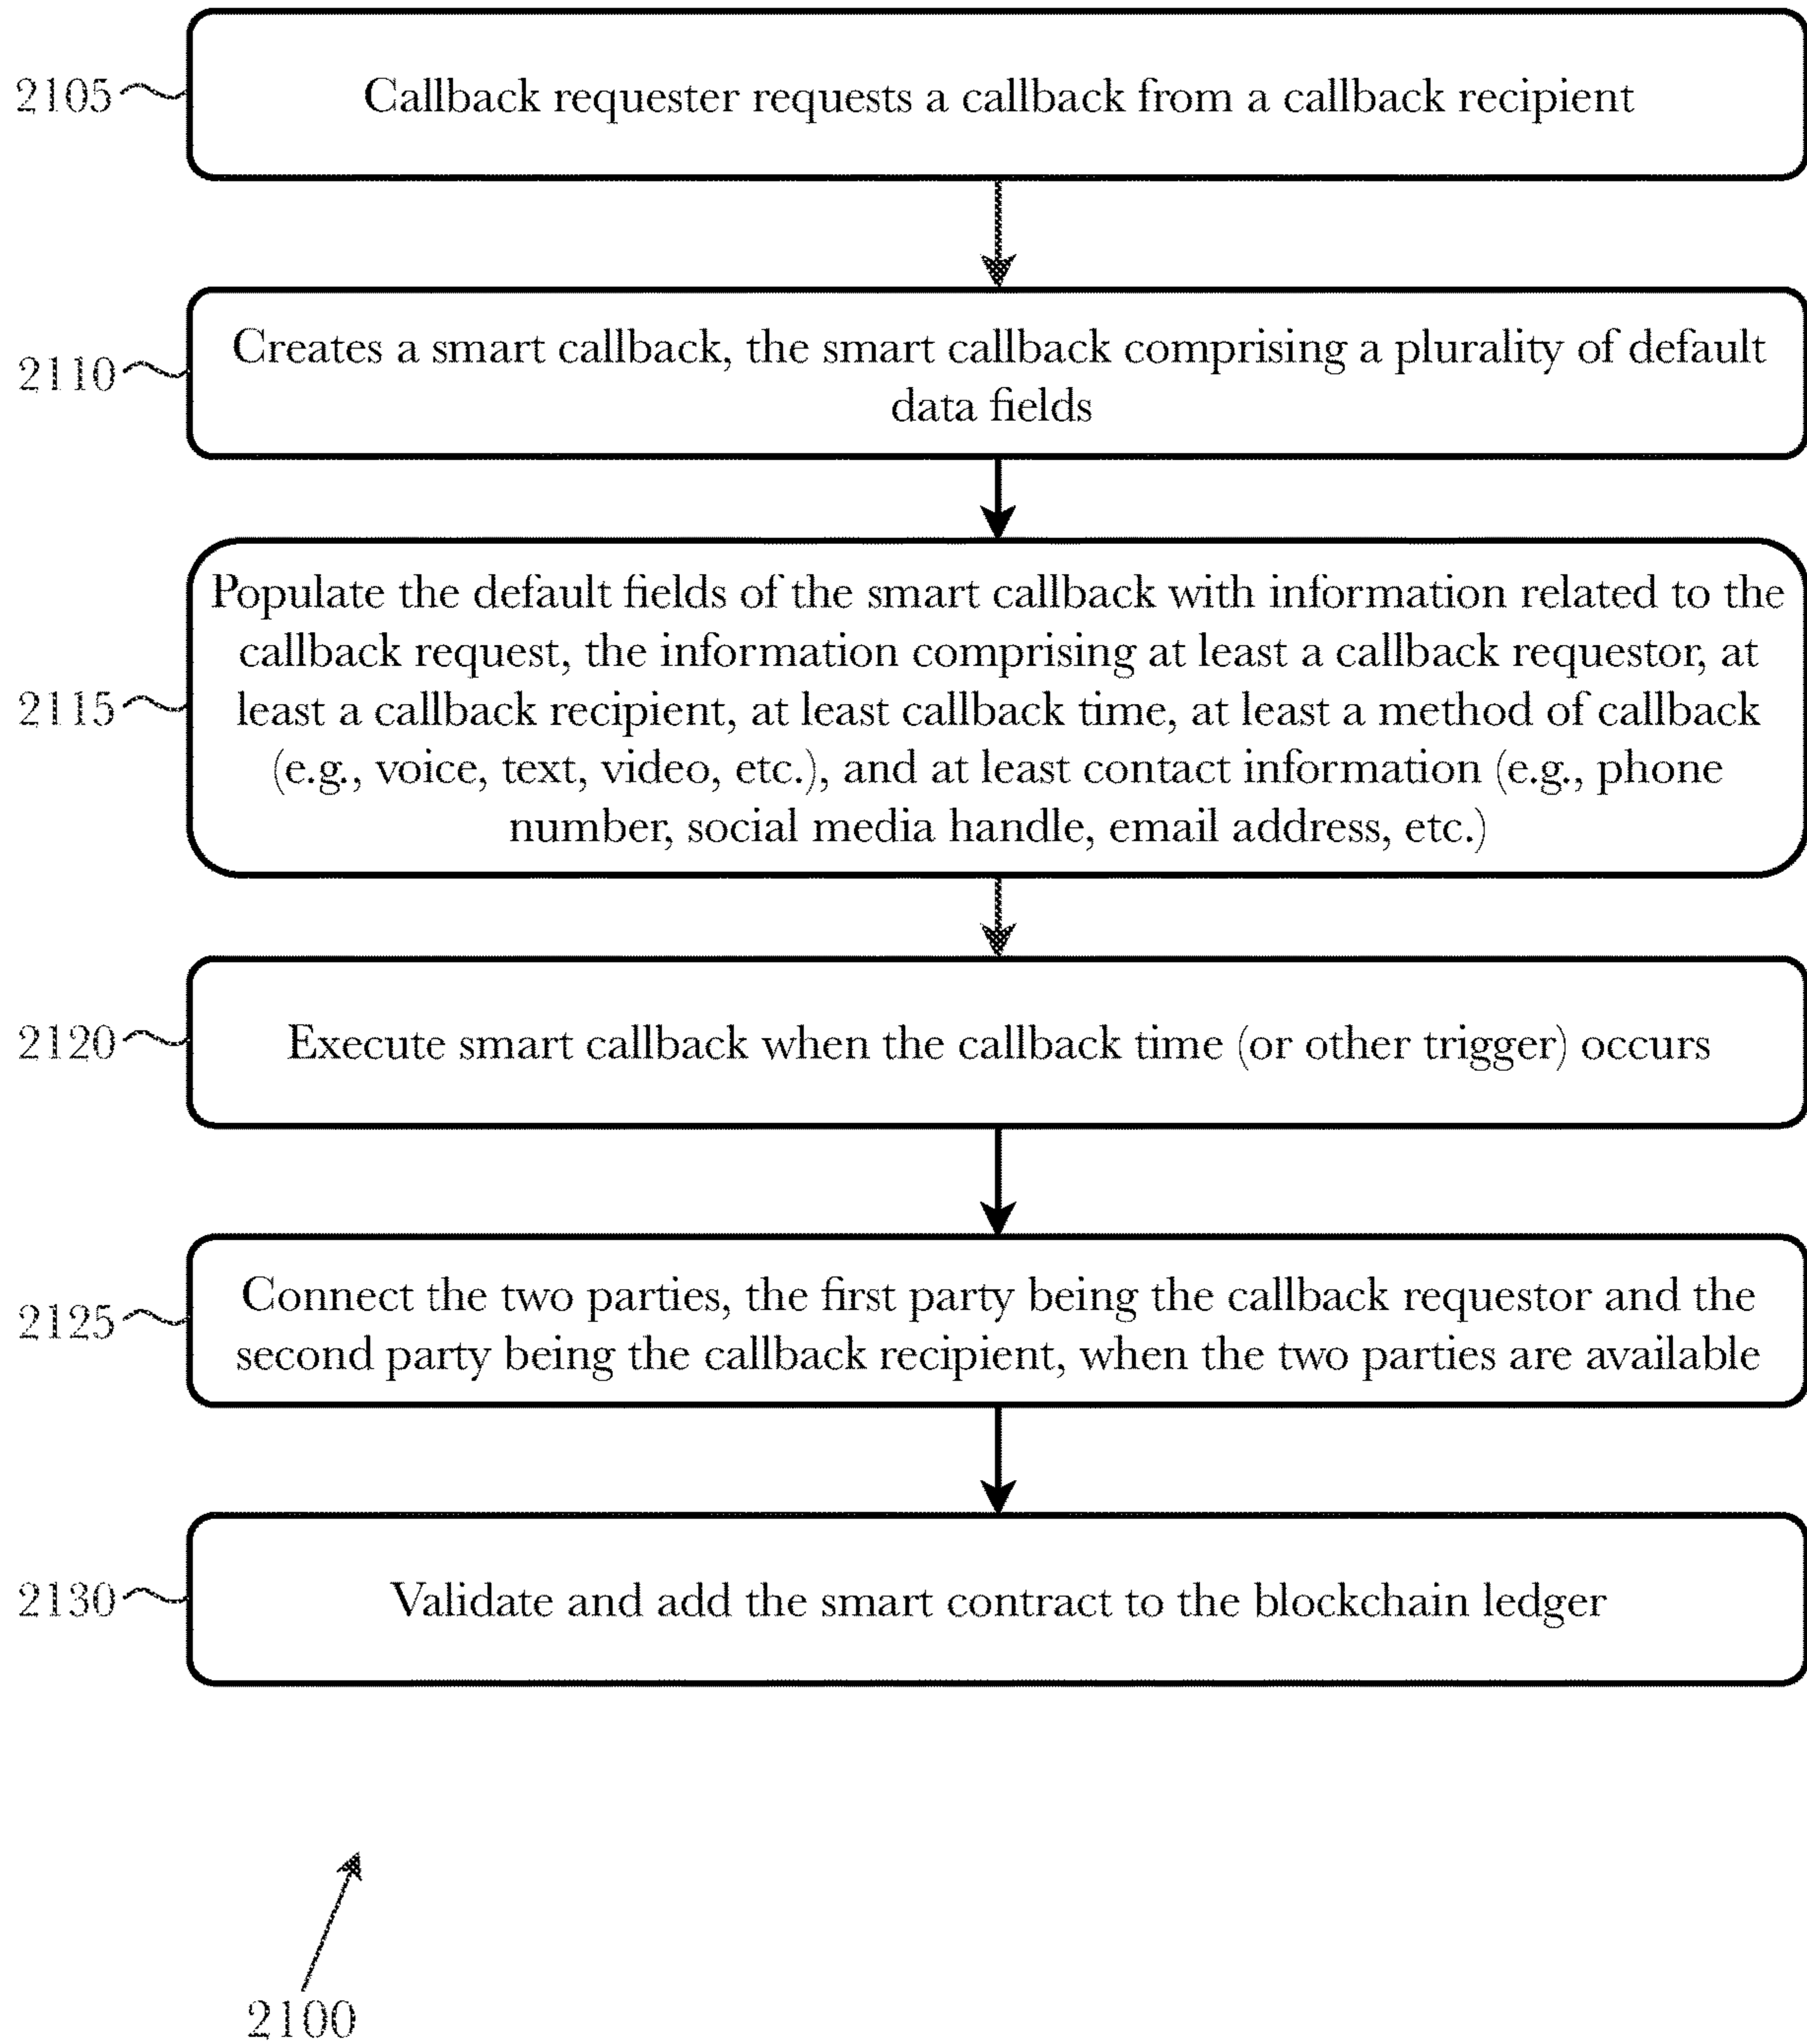 2105
Callback requester requests a callback from a callback recipient
2110
Creates a smart callback, the smart callback comprising a plurality of default
data fields
2115
Populate the default fields of the smart callback with information related to the
callback request, the information comprising at least a callback requestor, at
least a callback recipient, at least callback time, at least a method of callback
(e.g., voice, text, video, etc.), and at least contact information (e.g., phone
number, social media handle, email address, etc.)
2120
Execute smart callback when the callback time (or other trigger) occurs
2125
Connect the two parties, the first party being the callback requestor and the
second party being the callback recipient, when the two parties are available
2130
Validate and add the smart contract to the blockchain ledger
2100